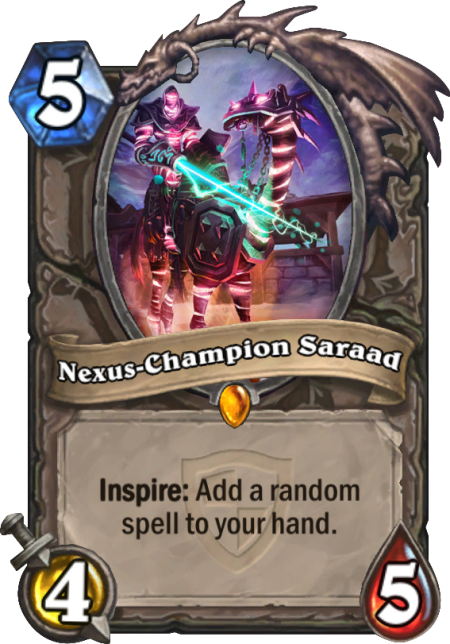 5
Nexus-Champion Saraad
Inspire: Add a random
spell to your hand.
4
5